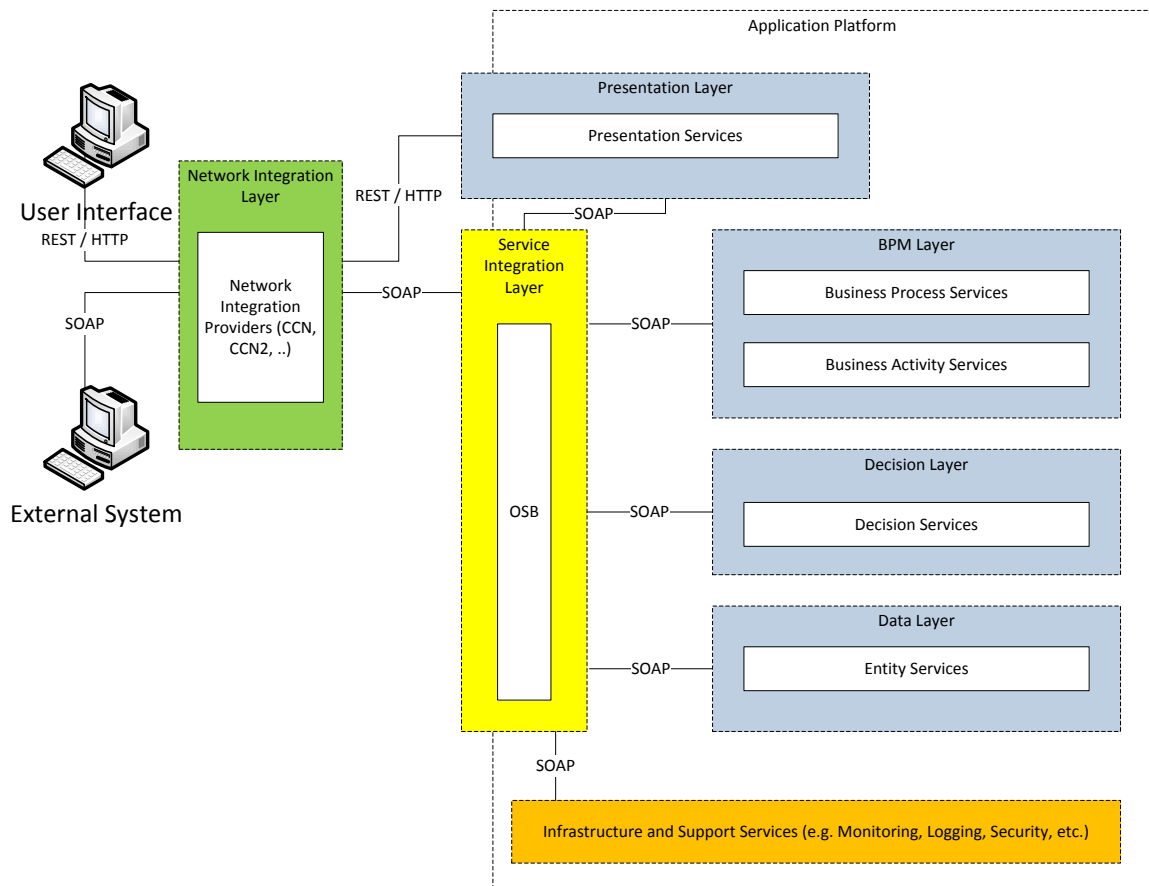 Application Platform
Presentation Layer
Presentation Services
User Interface
REST / HTTP
Network Integration
Layer
Network
Integration
Providers (CCN,
CCN2, ..)
REST / HTTP
SOAP
SOAP
SOAP
External System
Service
Integration
Layer
OSB
SOAP
BPM Layer
Business Process Services
Business Activity Services
SOAP
Decision Layer
Decision Services
SOAP
Data Layer
Entity Services
SOAP
Infrastructure and Support Services (e.g. Monitoring, Logging, Security, etc.)